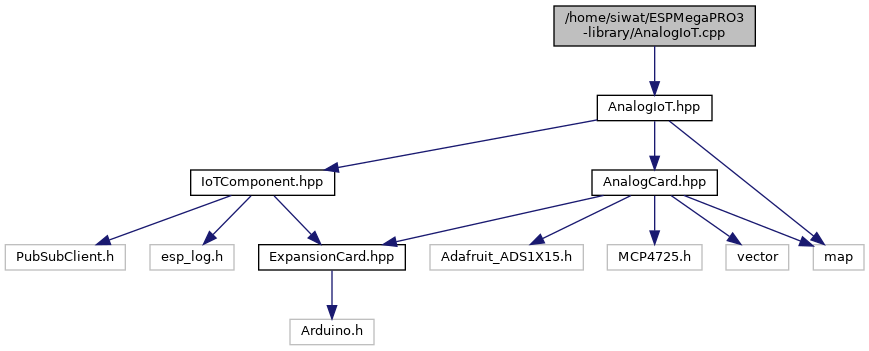 /home/siwat/ESPMegaPRO3
-library/AnalogIoT.cpp
AnalogIoT.hpp
IoTComponent.hpp
AnalogCard.hpp
PubSubClient.h
esp_log.h
ExpansionCard.hpp
Adafruit_ADS1X15.h
MCP4725.h
vector
map
Arduino.h